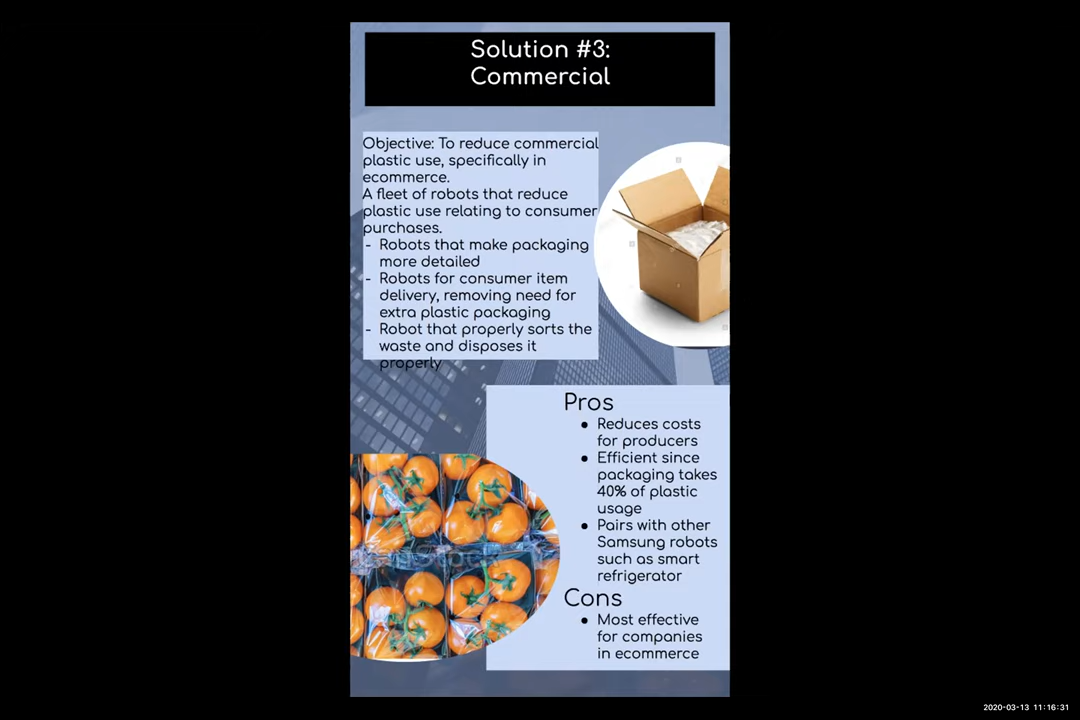 Solution #3:
Commercial
Objective: To reduce commercial
plastic use, specifically in
ecommerce.
A fleet of robots that reduce
plastic use relating to consumer
purchases.
- Robots that make packaging
more detailed
- Robots for consumer item
delivery, removing need for
extra plastic packaging
- Robot that properly sorts the
waste and disposes it
properly
Pros
● Reduces costs
for producers
● Efficient since
packaging takes
40% of plastic
usage
● Pairs with other
Samsung robots
such as smart
refrigerator
Cons
● Most effective
for companies
in ecommerce
2020-03-13 11:16:31